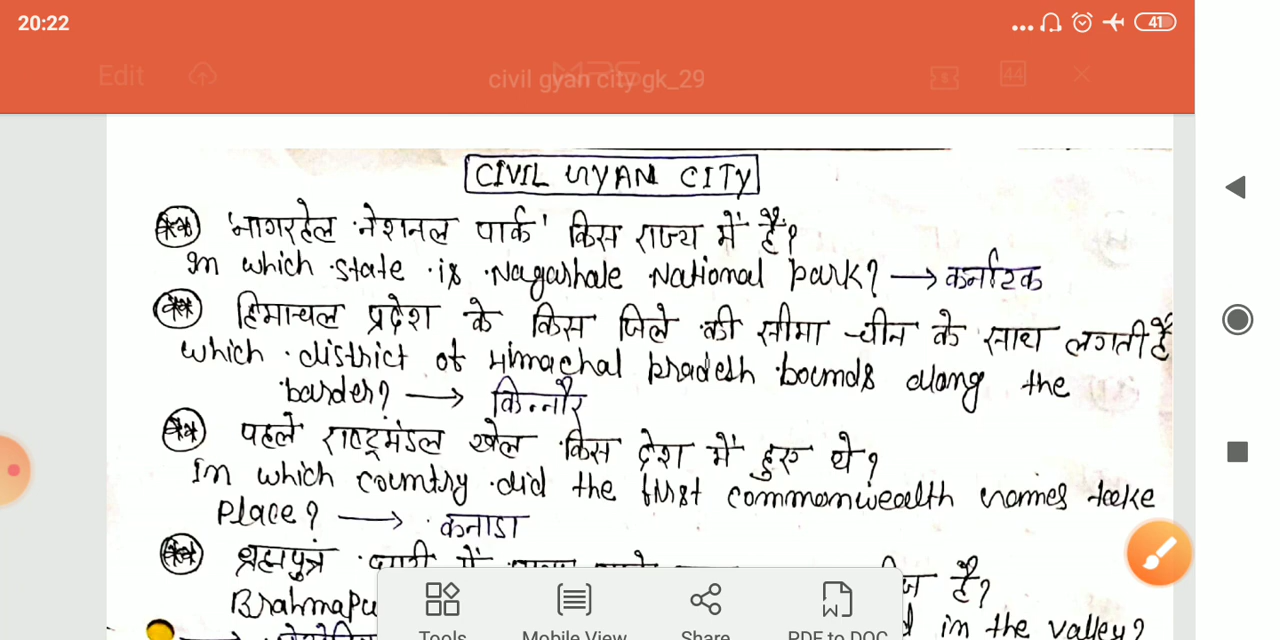 20:22
41
Edit
civil gyan city gk_29
44
CIVIL GYAN CITY
'नागरहोल नेशनल पार्क' किस राज्य में हैं?
In which state is Nagarhole National park? → कर्नाटक
हिमाचल प्रदेश के किस जिले की सीमा चीन के साथ लगती है
which district of Himachal pradesh bounds along the
border? → किन्नौर
पहले राष्ट्रमंडल खेल किस देश में हुए थे?
In which country did the first commonwealth names take
place? → कनाडा
ब्रह्मपुत्र घाटी में
है?
Brahmapu
in the valley?
Tools
Mobile View
Share
PDF to DOC